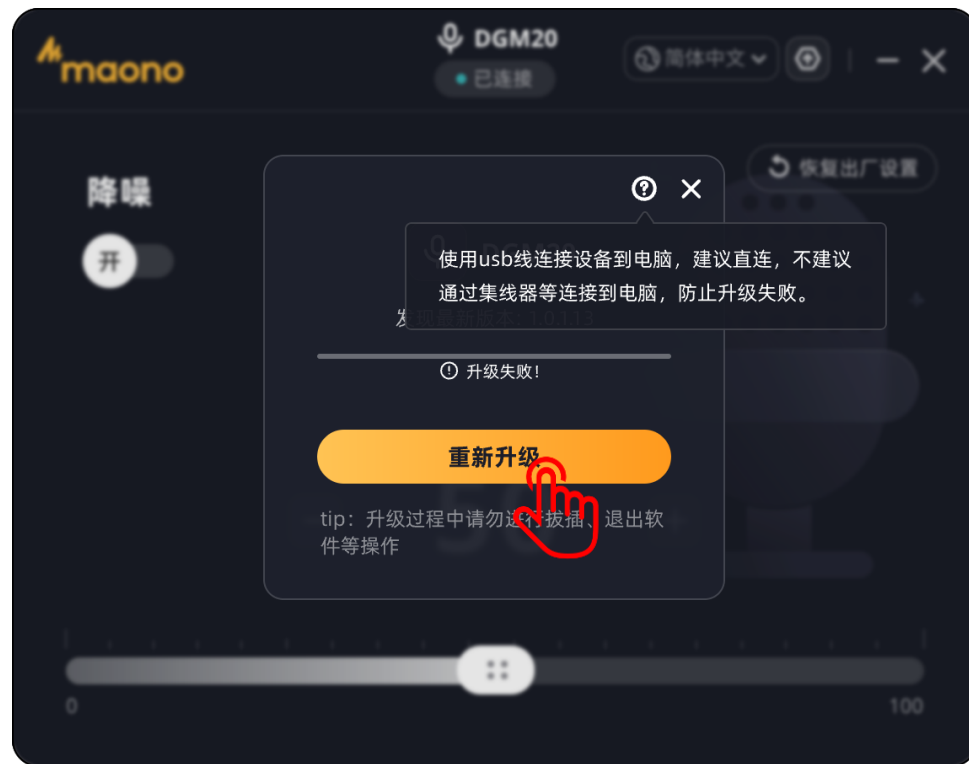 maono
DGM20
已连接
简体中文
恢复出厂设置
降噪
开
使用usb线连接设备到电脑，建议直连，不建议
通过集线器等连接到电脑，防止升级失败。
发现最新版本：1.0.1.13
升级失败！
重新升级
tip：升级过程中请勿进行拔插、退出软
件等操作
0
100